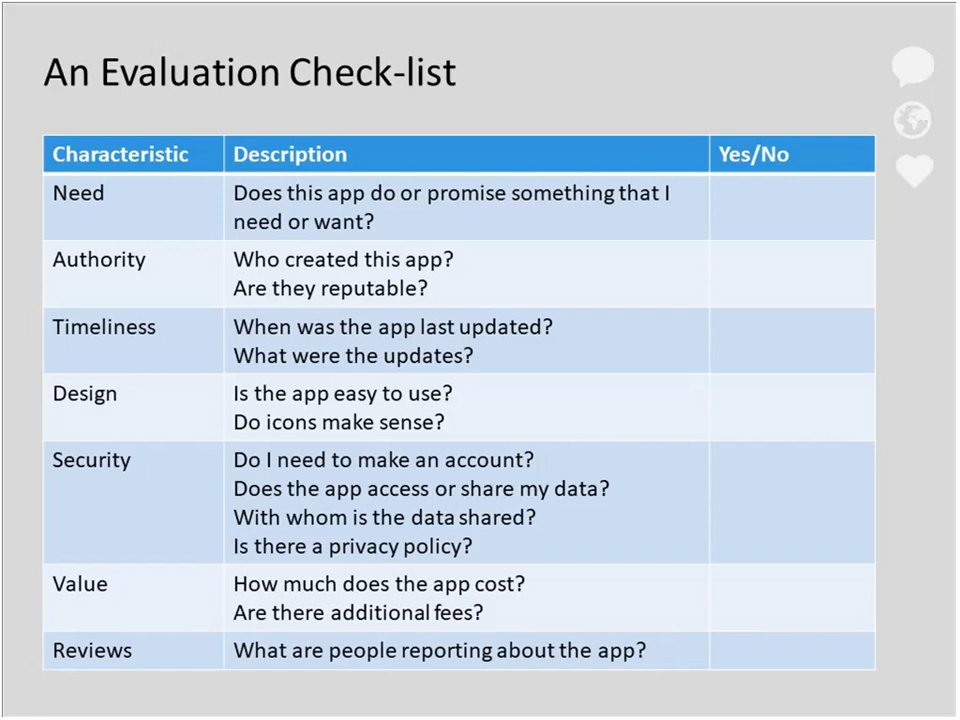 An Evaluation Check-list
Characteristic Description Yes/No
Need Does this app do or promise something that I
need or want?
Authority Who created this app?
Are they reputable?
Timeliness When was the app last updated?
What were the updates?
Design Is the app easy to use?
Do icons make sense?
Security Do I need to make an account?
Does the app access or share my data?
With whom is the data shared?
Is there a privacy policy?
Value How much does the app cost?
Are there additional fees?
Reviews What are people reporting about the app?